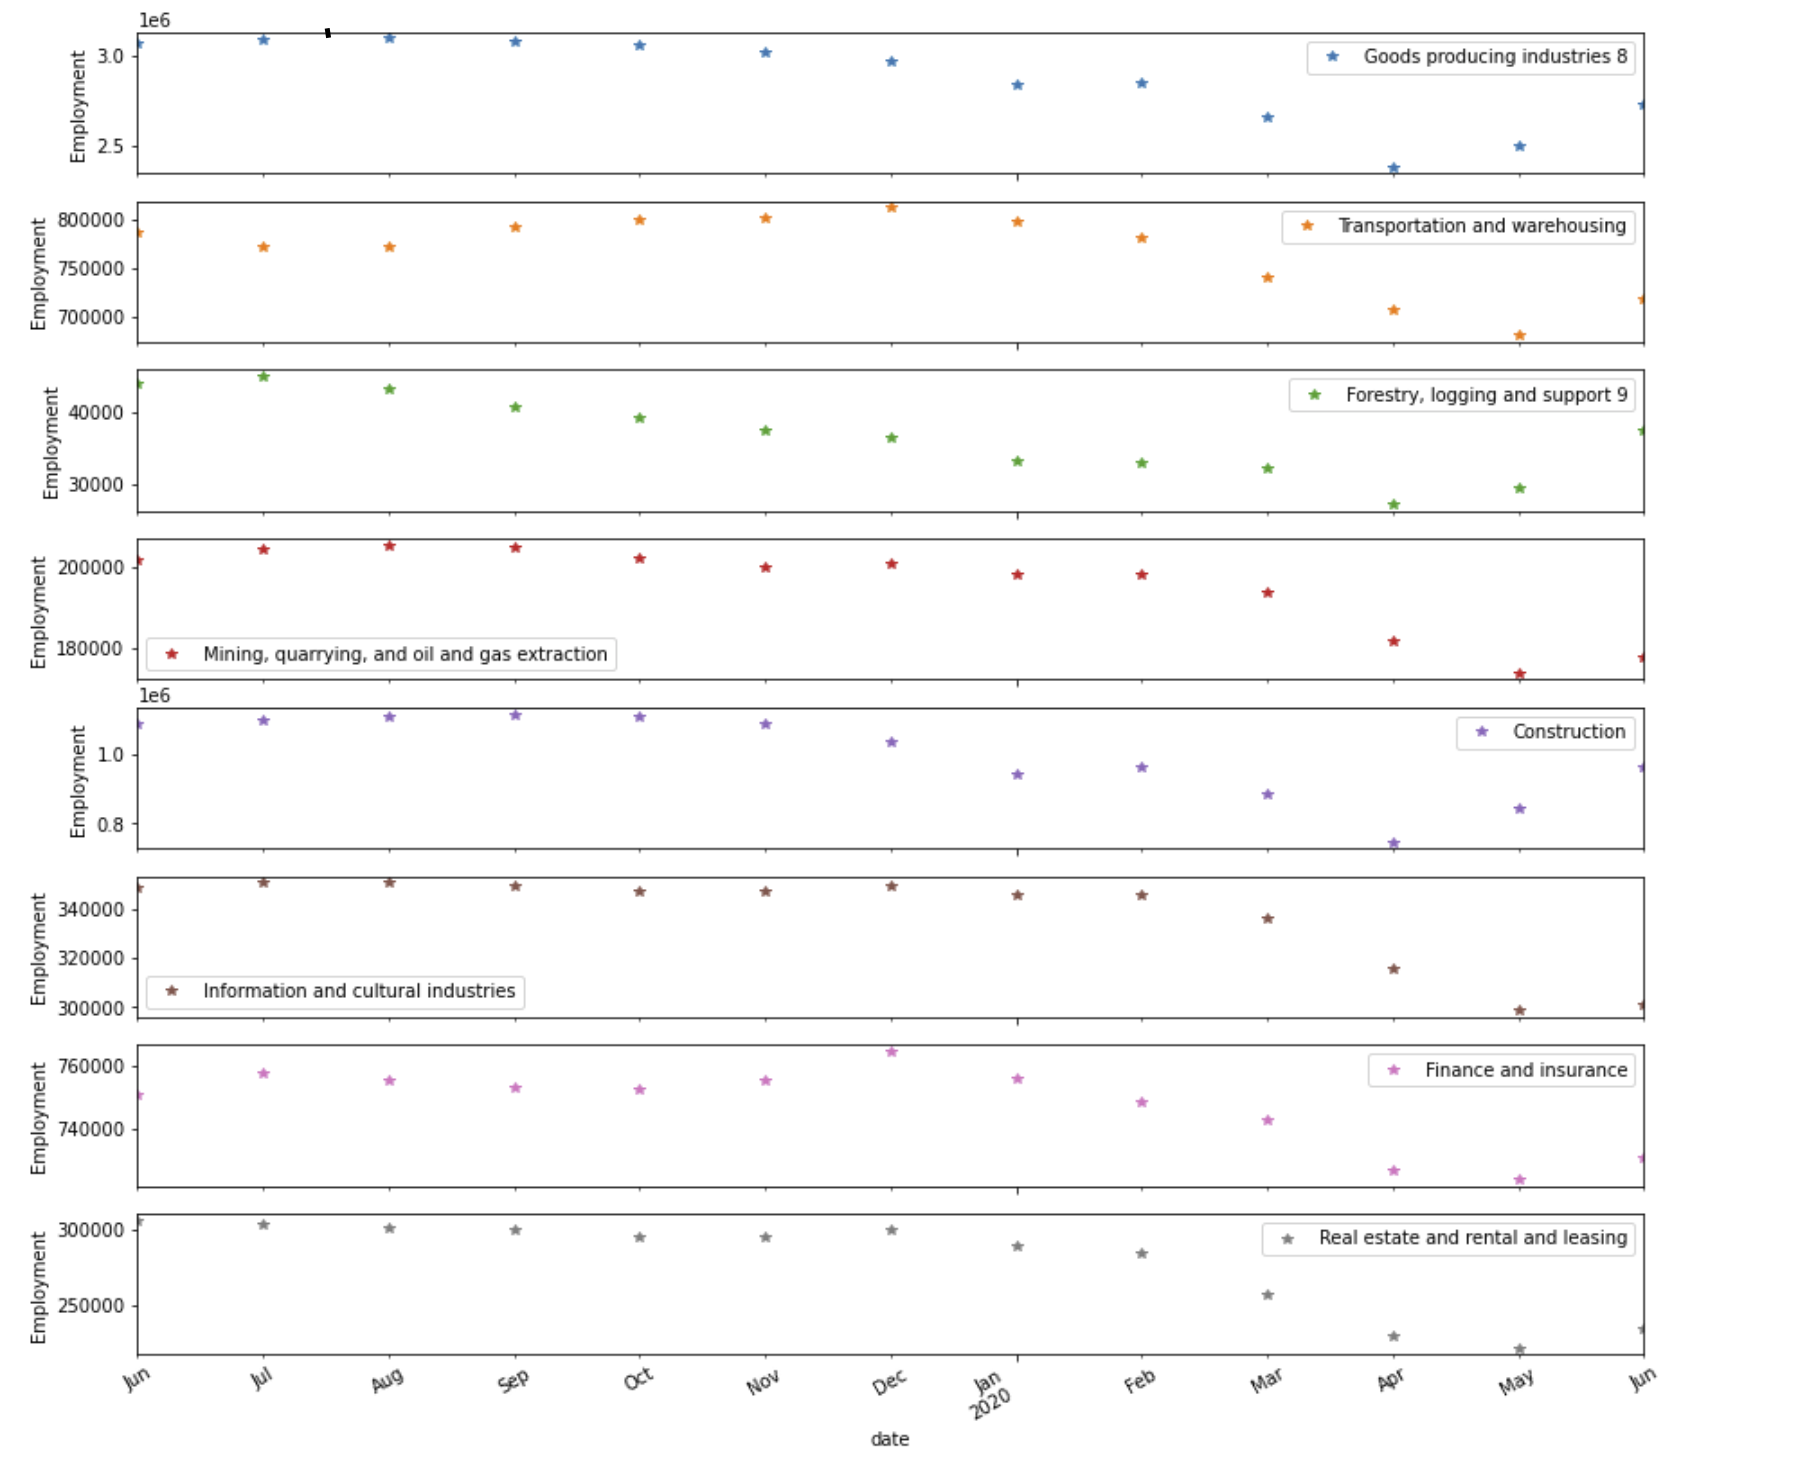 1e6
Employment
3.0
2.5
Goods producing industries 8
Employment
800000
750000
700000
Transportation and warehousing
Employment
40000
30000
Forestry, logging and support 9
Employment
200000
180000
Mining, quarrying, and oil and gas extraction
1e6
Employment
1.0
0.8
Construction
Employment
340000
320000
300000
Information and cultural industries
Employment
760000
740000
Finance and insurance
Employment
300000
250000
Real estate and rental and leasing
Jun Jul Aug Sep Oct Nov Dec Jan Feb Mar Apr May Jun
2020
date